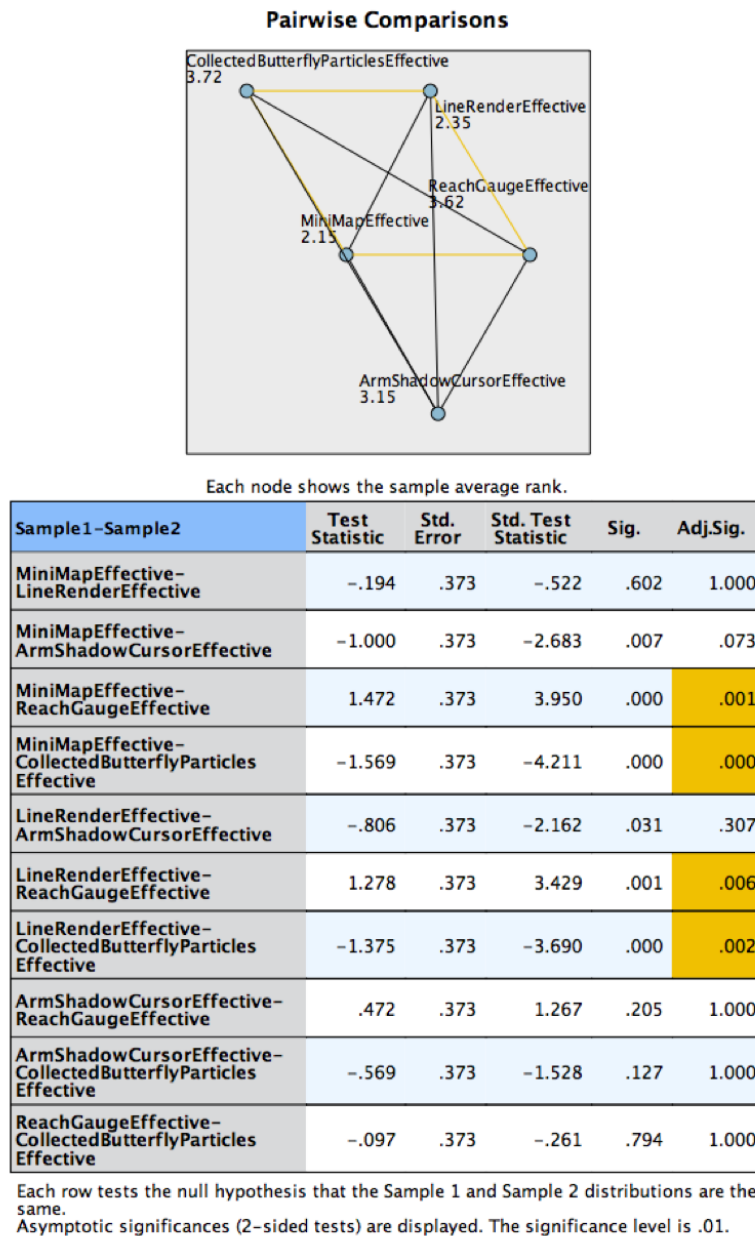 Pairwise Comparisons
CollectedButterflyParticlesEffective
3.72
LineRenderEffective
2.35
ReachGaugeEffective
3.62
MiniMapEffective
2.15
ArmShadowCursorEffective
3.15
Each node shows the sample average rank.
Sample1-Sample2 Test Statistic Std. Error Std. Test Statistic Sig. Adj.Sig.
MiniMapEffective-
LineRenderEffective -.194 .373 -.522 .602 1.000
MiniMapEffective-
ArmShadowCursorEffective -1.000 .373 -2.683 .007 .073
MiniMapEffective-
ReachGaugeEffective 1.472 .373 3.950 .000 .001
MiniMapEffective-
CollectedButterflyParticles -1.569 .373 -4.211 .000 .000
Effective
LineRenderEffective-
ArmShadowCursorEffective -.806 .373 -2.162 .031 .307
LineRenderEffective-
ReachGaugeEffective 1.278 .373 3.429 .001 .006
LineRenderEffective-
CollectedButterflyParticles -1.375 .373 -3.690 .000 .002
Effective
ArmShadowCursorEffective-
ReachGaugeEffective .472 .373 1.267 .205 1.000
ArmShadowCursorEffective-
CollectedButterflyParticles -.569 .373 -1.528 .127 1.000
Effective
ReachGaugeEffective-
CollectedButterflyParticles -.097 .373 -.261 .794 1.000
Effective
Each row tests the null hypothesis that the Sample 1 and Sample 2 distributions are the
same.
Asymptotic significances (2-sided tests) are displayed. The significance level is .01.